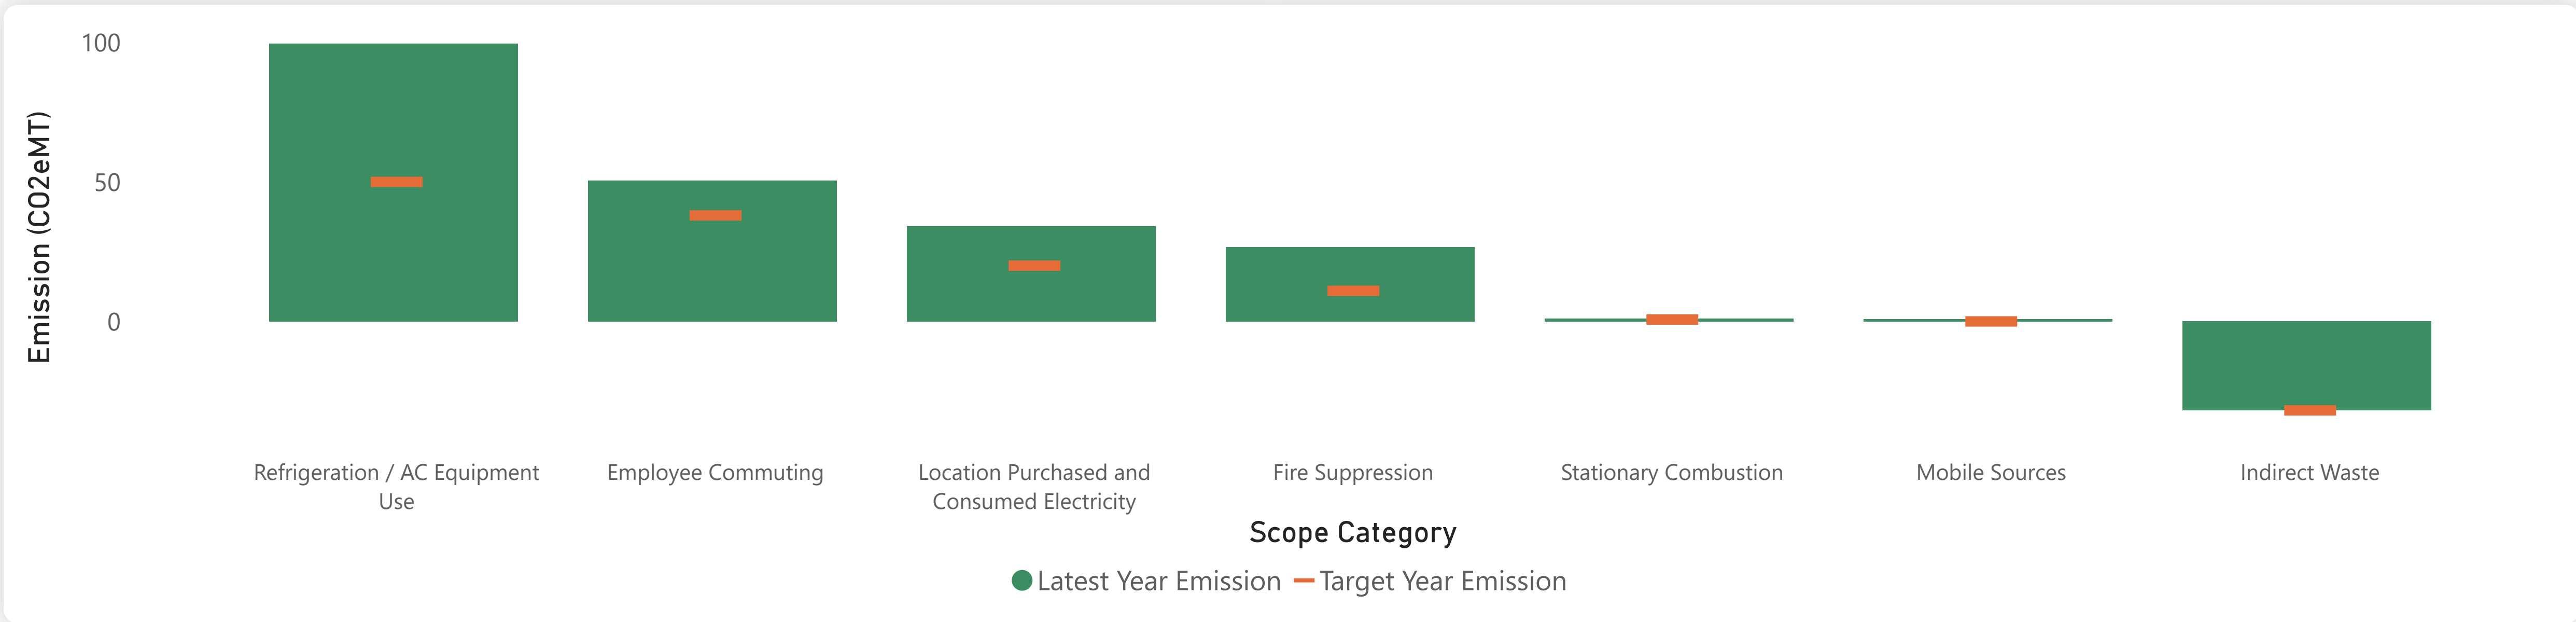 Emission (CO2eMT)
100
50
0
Refrigeration / AC Equipment
Use
Employee Commuting
Location Purchased and
Consumed Electricity
Fire Suppression
Stationary Combustion
Mobile Sources
Indirect Waste
Scope Category
Latest Year Emission
Target Year Emission